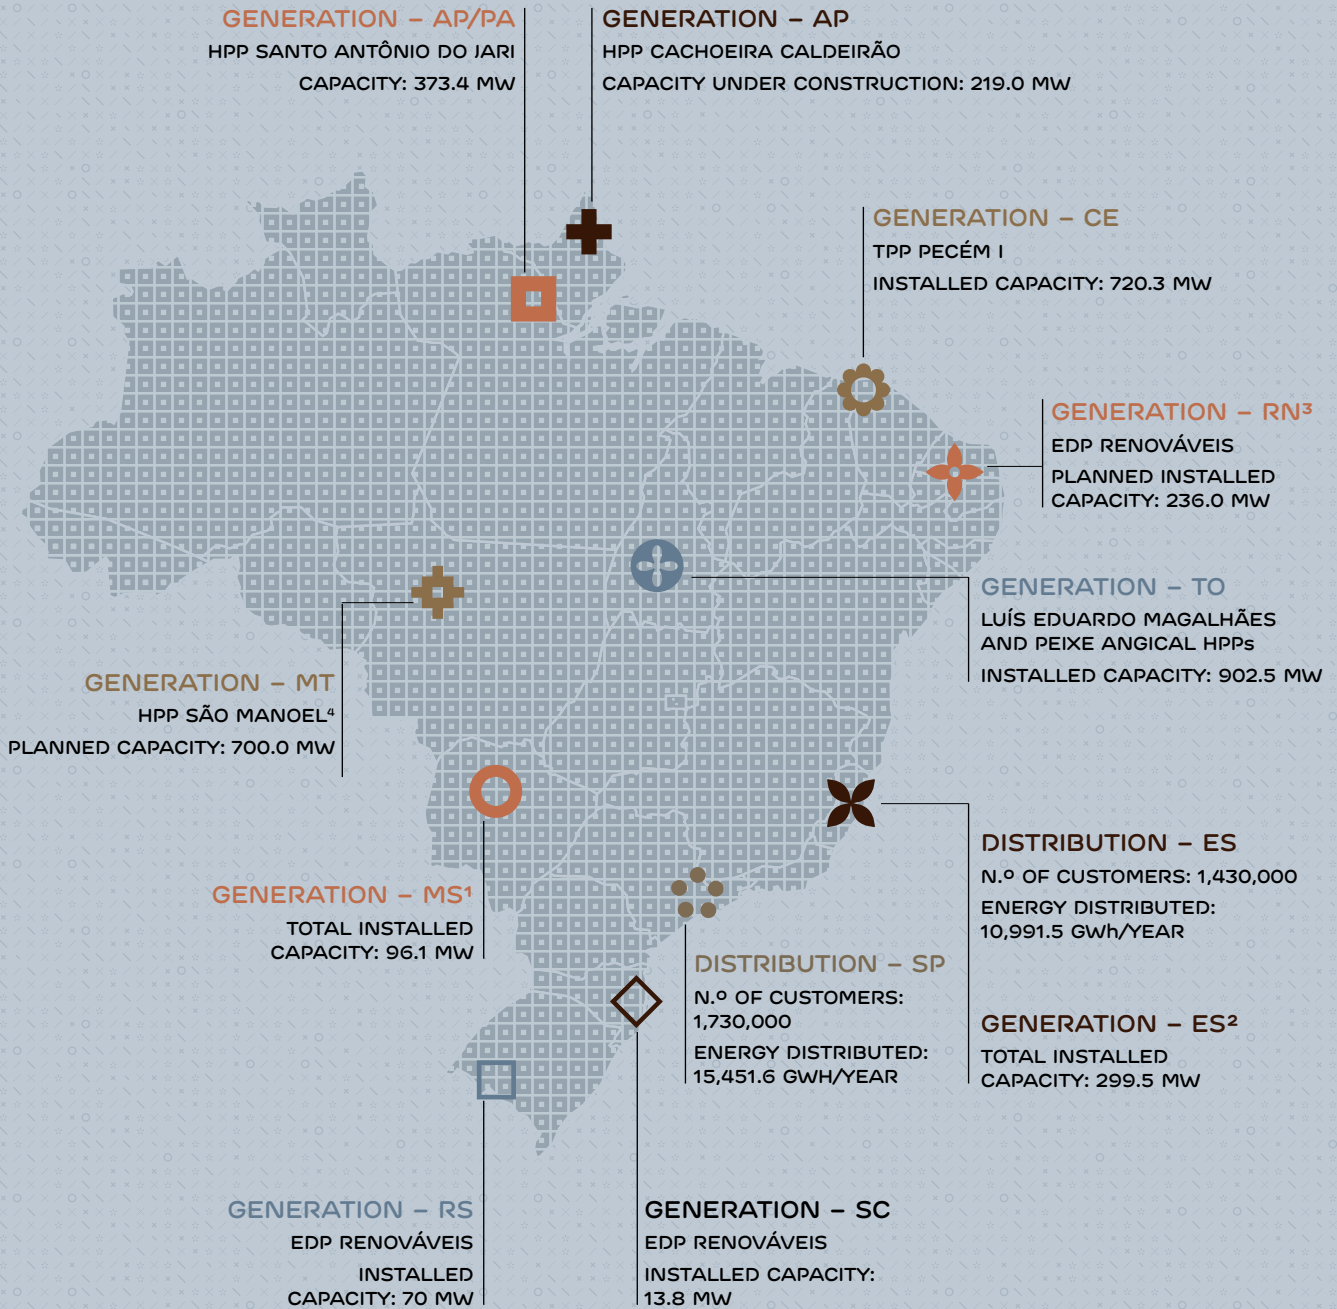 GENERATION – AP/PA
HPP SANTO ANTÔNIO DO JARI
CAPACITY: 373.4 MW
GENERATION – AP
HPP CACHOEIRA CALDEIRÃO
CAPACITY UNDER CONSTRUCTION: 219.0 MW
GENERATION – CE
TPP PECÉM I
INSTALLED CAPACITY: 720.3 MW
GENERATION – RN³
EDP RENOVÁVEIS
PLANNED INSTALLED
CAPACITY: 236.0 MW
GENERATION – TO
LUÍS EDUARDO MAGALHÃES
AND PEIXE ANGICAL HPPs
INSTALLED CAPACITY: 902.5 MW
GENERATION – MT
HPP SÃO MANOEL⁴
PLANNED CAPACITY: 700.0 MW
GENERATION – MS¹
TOTAL INSTALLED
CAPACITY: 96.1 MW
DISTRIBUTION – ES
N.º OF CUSTOMERS: 1,430,000
ENERGY DISTRIBUTED:
10,991.5 GWh/YEAR
GENERATION – ES²
TOTAL INSTALLED
CAPACITY: 299.5 MW
DISTRIBUTION – SP
N.º OF CUSTOMERS:
1,730,000
ENERGY DISTRIBUTED:
15,451.6 GWH/YEAR
GENERATION – RS
EDP RENOVÁVEIS
INSTALLED
CAPACITY: 70 MW
GENERATION – SC
EDP RENOVÁVEIS
INSTALLED CAPACITY:
13.8 MW